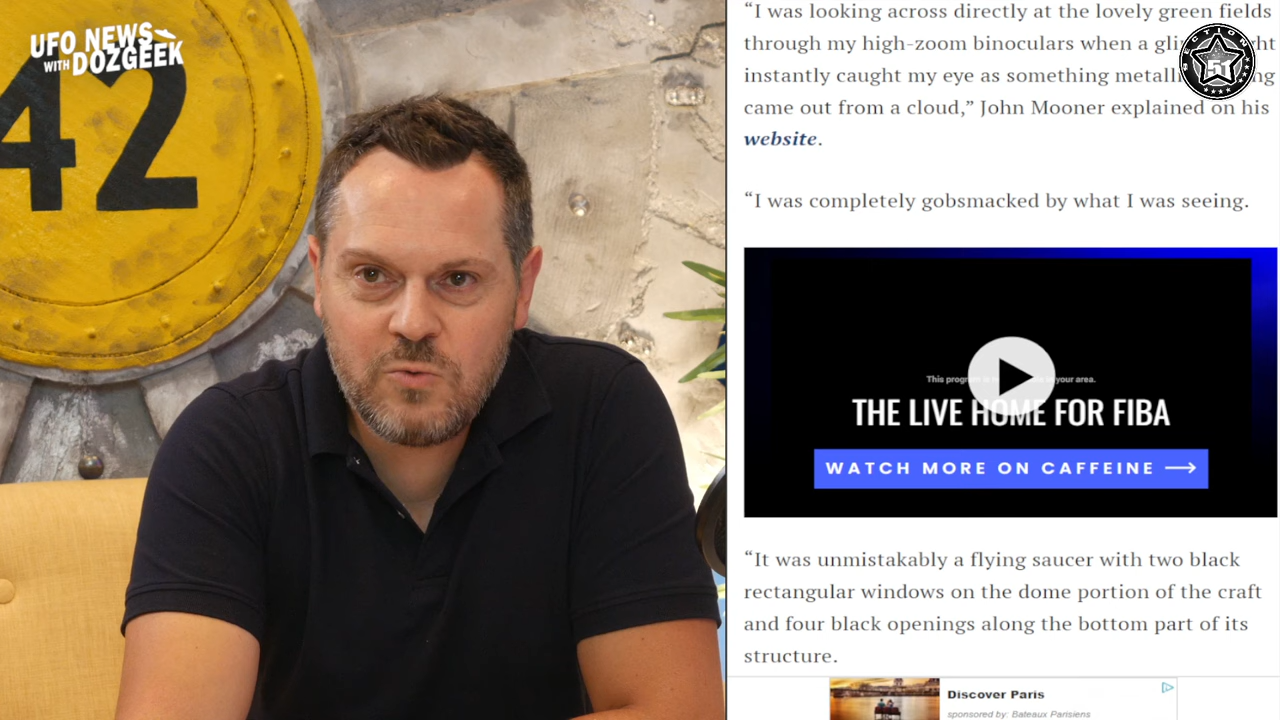 UFO NEWS
WITH DOZGEEK
42
SECTION
51
“I was looking across directly at the lovely green fields
through my high-zoom binoculars when a
instantly caught my eye as something
came out from a cloud,” John Mooner explained on his
website.
“I was completely gobsmacked by what I was seeing.
This your area.
THE LIVE HOME FOR FIBA
WATCH MORE ON CAFFEINE
“It was unmistakably a flying saucer with two black
rectangular windows on the dome portion of the craft
and four black openings along the bottom part of its
structure.
Discover Paris
sponsored by: Bateaux Parisiens